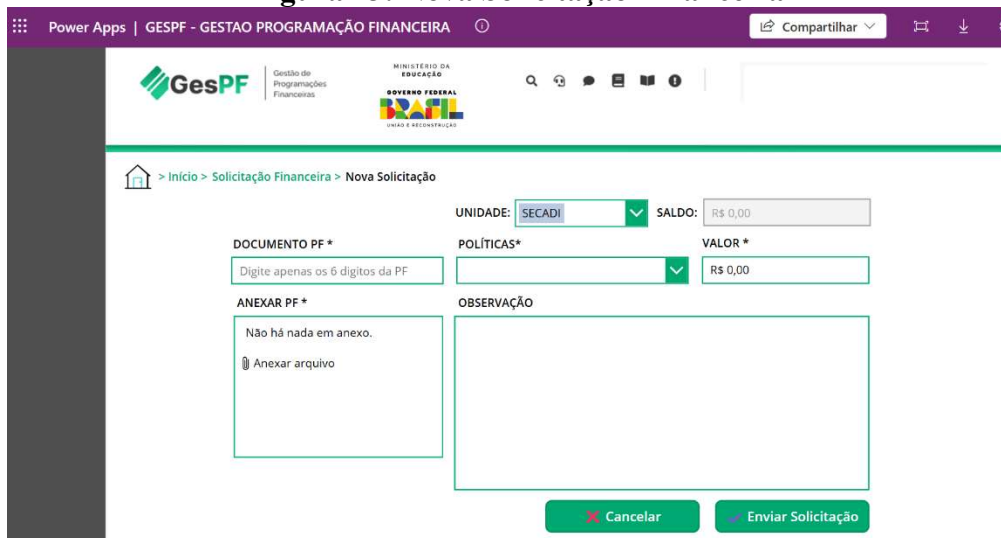 Power Apps | GESPF - GESTAO PROGRAMAÇÃO FINANCEIRA
Compartilhar
GesPF
Gestão de
Programações
Financeiras
MINISTÉRIO DA
EDUCAÇÃO
GOVERNO FEDERAL
BRASIL
UNIÃO E RECONSTRUÇÃO
> Início > Solicitação Financeira > Nova Solicitação
UNIDADE: SECADI SALDO: R$ 0,00
DOCUMENTO PF * POLÍTICAS* VALOR *
Digite apenas os 6 digitos da PF R$ 0,00
ANEXAR PF * OBSERVAÇÃO
Não há nada em anexo.
Anexar arquivo
Cancelar Enviar Solicitação